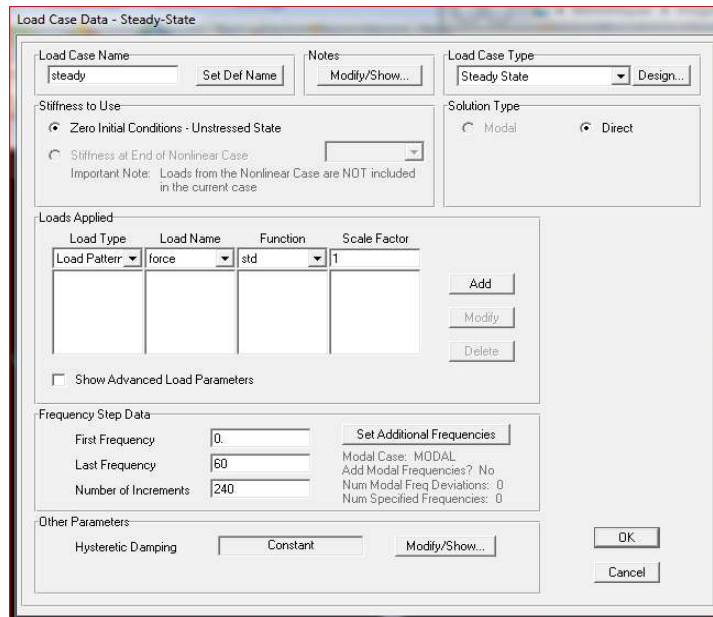 Load Case Data - Steady-State
Load Case Name
steady
Set Def Name
Notes
Modify/Show...
Load Case Type
Steady State
Design...
Stiffness to Use
Zero Initial Conditions - Unstressed State
Stiffness at End of Nonlinear Case
Important Note: Loads from the Nonlinear Case are NOT included
in the current case
Solution Type
Modal
Direct
Loads Applied
Load Type Load Name Function Scale Factor
Load Patterr force std 1
Add
Modify
Delete
Show Advanced Load Parameters
Frequency Step Data
First Frequency 0.
Last Frequency 60
Number of Increments 240
Set Additional Frequencies
Modal Case: MODAL
Add Modal Frequencies? No
Num Modal Freq Deviations: 0
Num Specified Frequencies: 0
Other Parameters
Hysteretic Damping Constant Modify/Show...
OK
Cancel